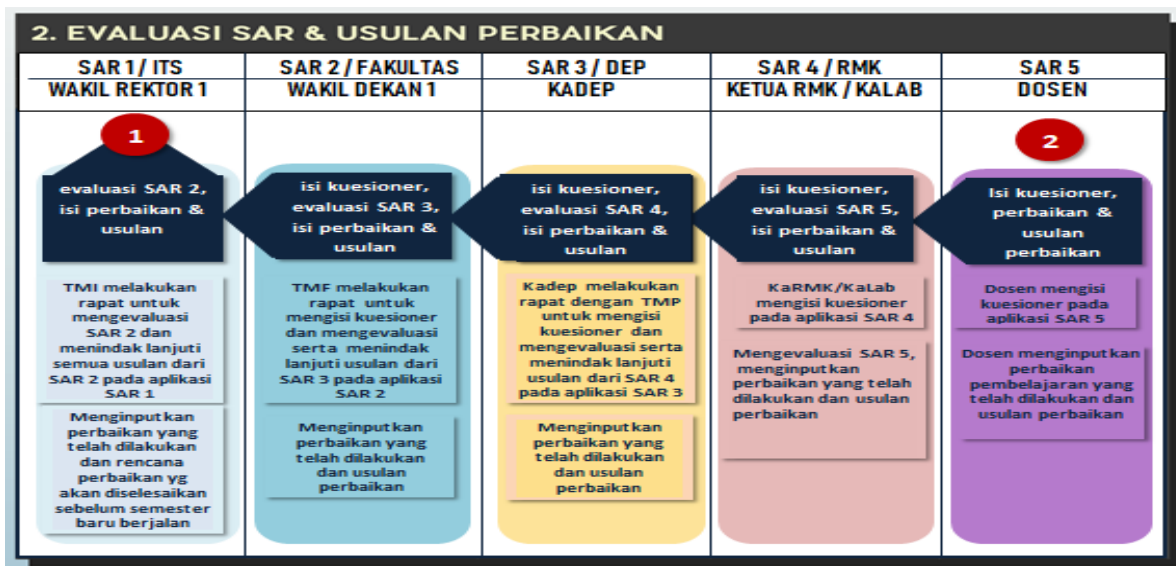 2. EVALUASI SAR & USULAN PERBAIKAN
SAR 1 / ITS
WAKIL REKTOR 1
SAR 2 / FAKULTAS
WAKIL DEKAN 1
SAR 3 / DEP
KADEP
SAR 4 / RMK
KETUA RMK / KALAB
SAR 5
DOSEN
1
evaluasi SAR 2,
isi perbaikan &
usulan
TMI melakukan
rapat untuk
mengevaluasi
SAR 2 dan
menindak lanjuti
semua usulan dari
SAR 2 pada aplikasi
SAR 1
Menginputkan
perbaikan yang
telah dilakukan
dan rencana
perbaikan yg
akan diselesaikan
sebelum semester
baru berjalan
isi kuesioner,
evaluasi SAR 3,
isi perbaikan &
usulan
TMF melakukan
rapat untuk
mengisi kuesioner
dan mengevaluasi
serta menindak
lanjuti usulan dari
SAR 3 pada aplikasi
SAR 2
Menginputkan
perbaikan yang
telah dilakukan
dan usulan
perbaikan
isi kuesioner,
evaluasi SAR 4,
isi perbaikan &
usulan
Kadep melakukan
rapat dengan TMP
untuk mengisi
kuesioner dan
mengevaluasi serta
menindak lanjuti
usulan dari SAR 4
pada aplikasi SAR 3
Menginputkan
perbaikan yang
telah dilakukan
dan usulan
perbaikan
isi kuesioner,
evaluasi SAR 5,
isi perbaikan &
usulan
KaRMK/KaLab
mengisi kuesioner
pada aplikasi SAR 4
Mengevaluasi SAR 5,
menginputkan
perbaikan yang telah
dilakukan dan usulan
perbaikan
2
Isi kuesioner,
perbaikan &
usulan
perbaikan
Dosen mengisi
kuesioner pada
aplikasi SAR 5
Dosen menginputkan
perbaikan
pembelajaran yang
telah dilakukan dan
usulan perbaikan